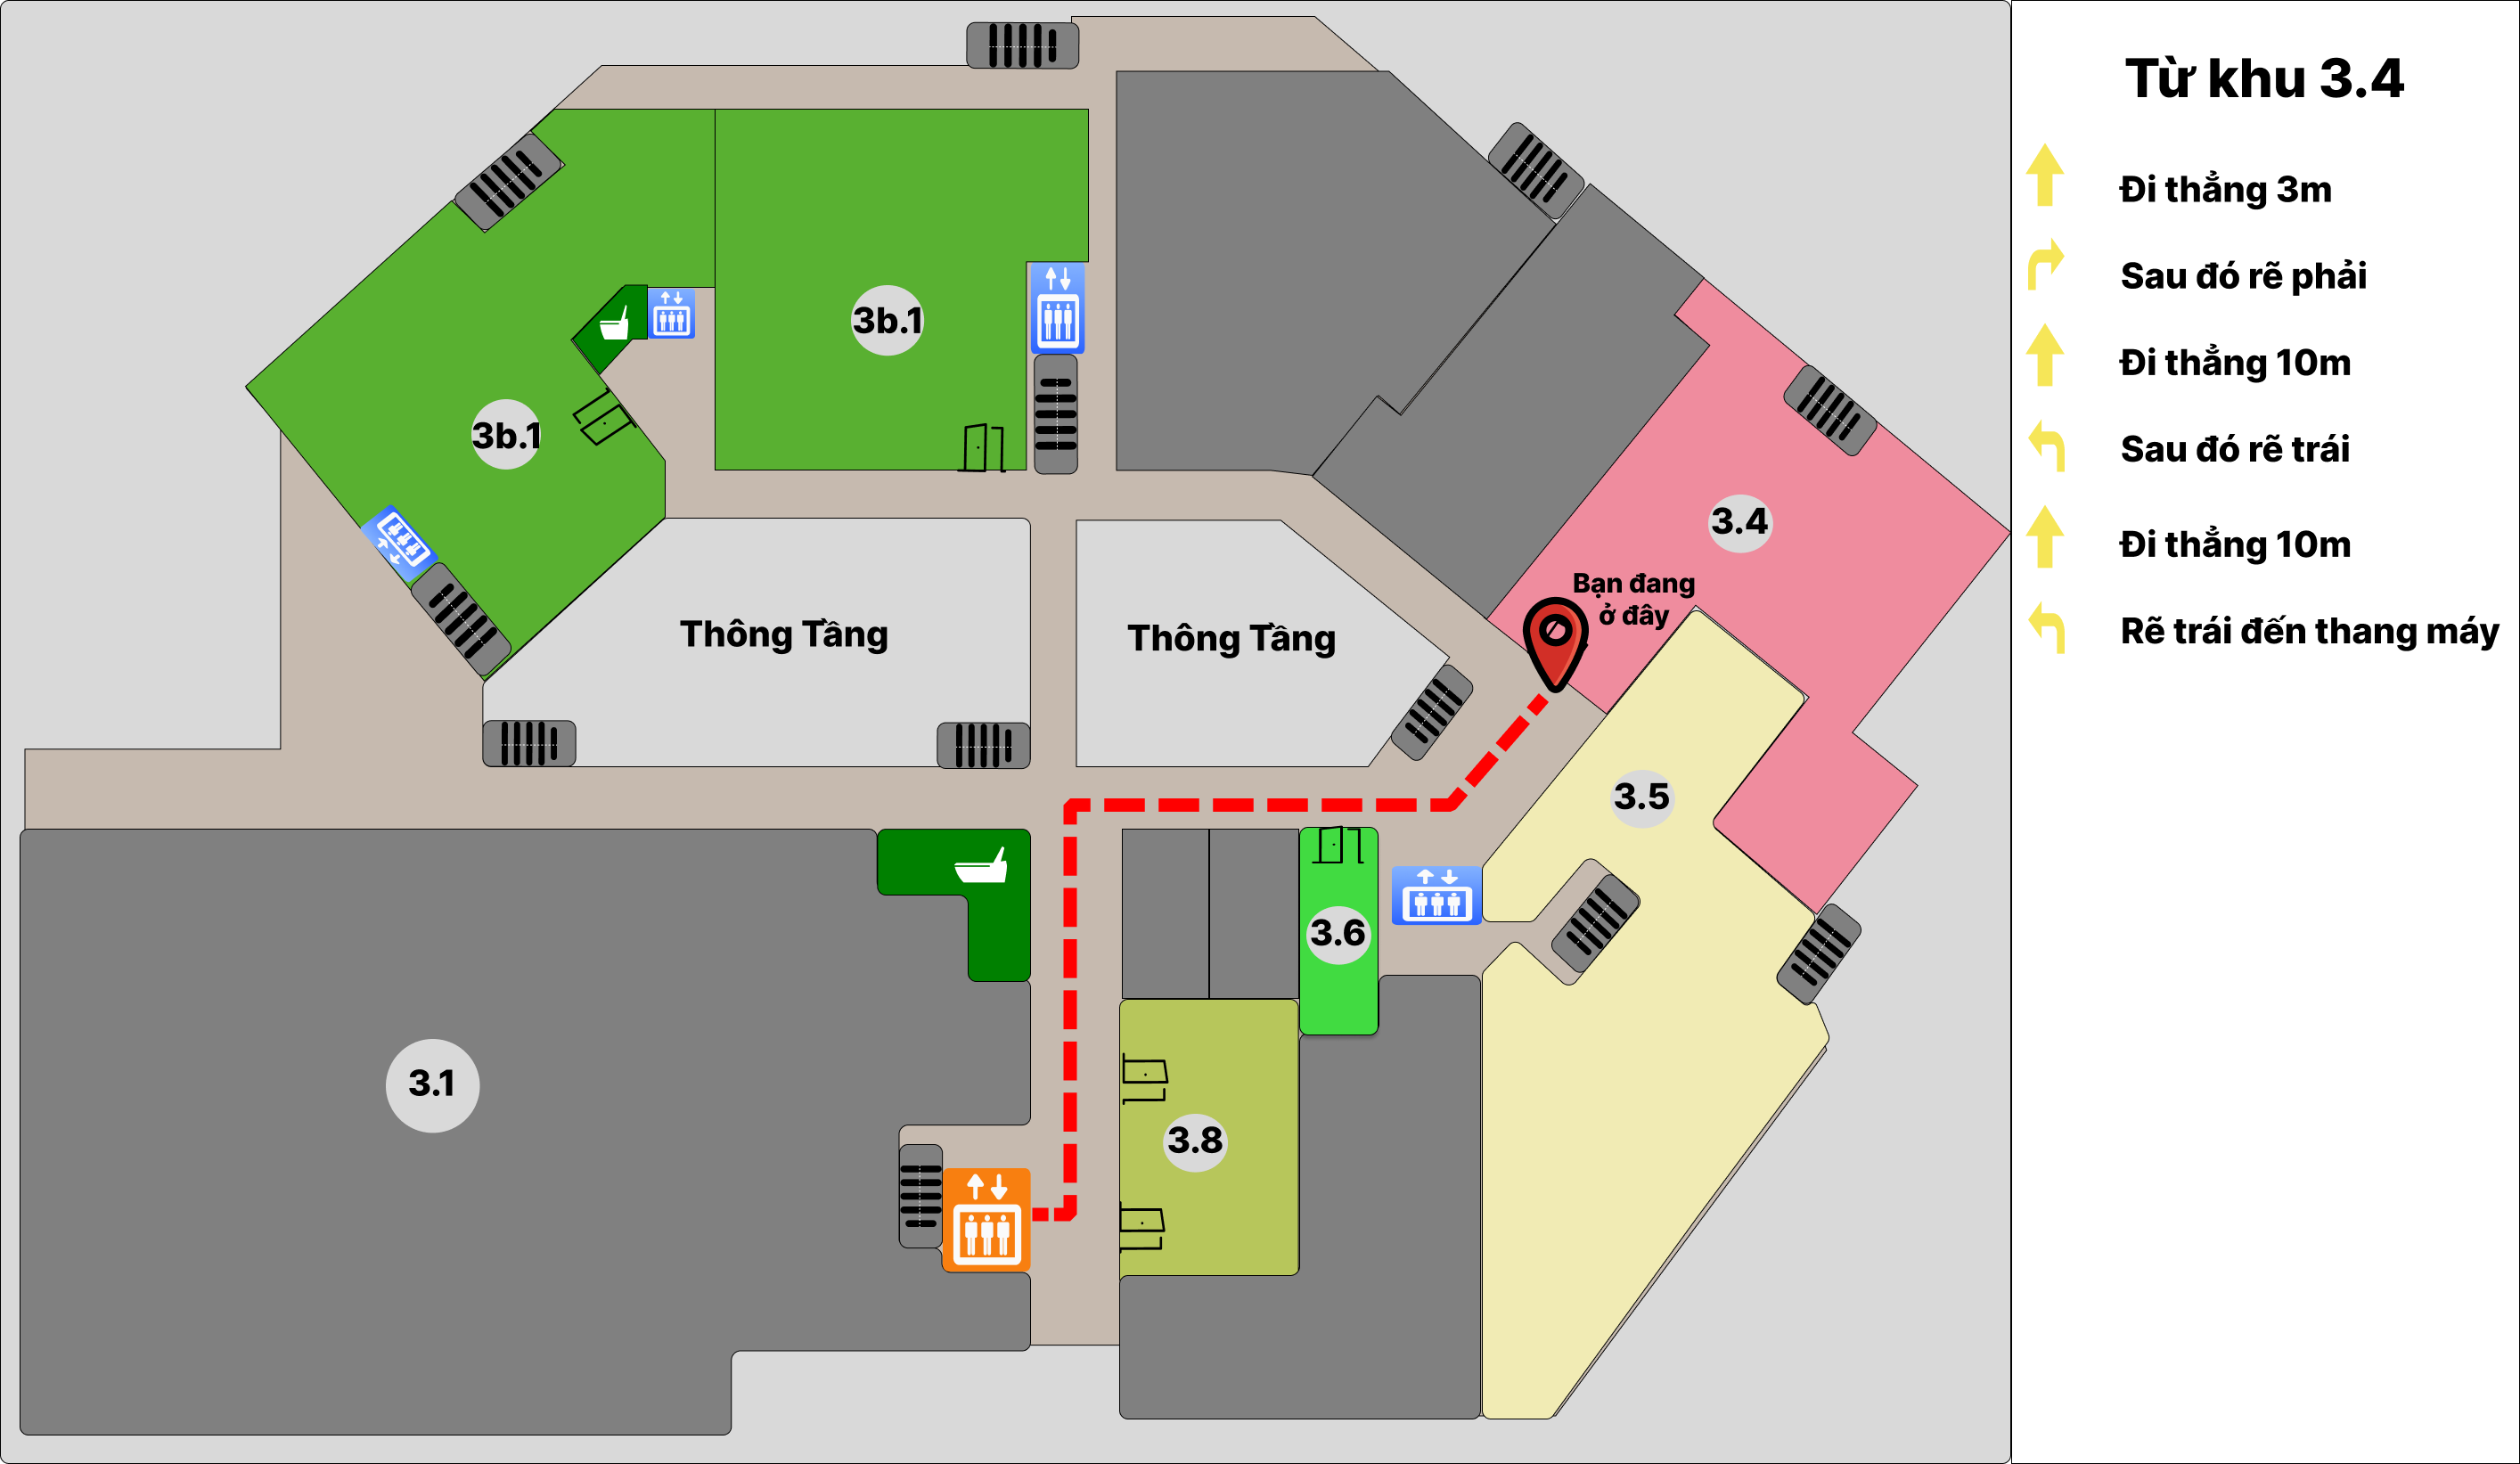 Từ khu 3.4
Đi thẳng 3m
Sau đó rẽ phải
Đi thẳng 10m
Sau đó rẽ trái
Đi thẳng 10m
Rẽ trái đến thang máy
3b.1
3b.1
3.4
Bạn đang
ở đây
Thông Tầng
Thông Tầng
3.5
3.6
3.1
3.8